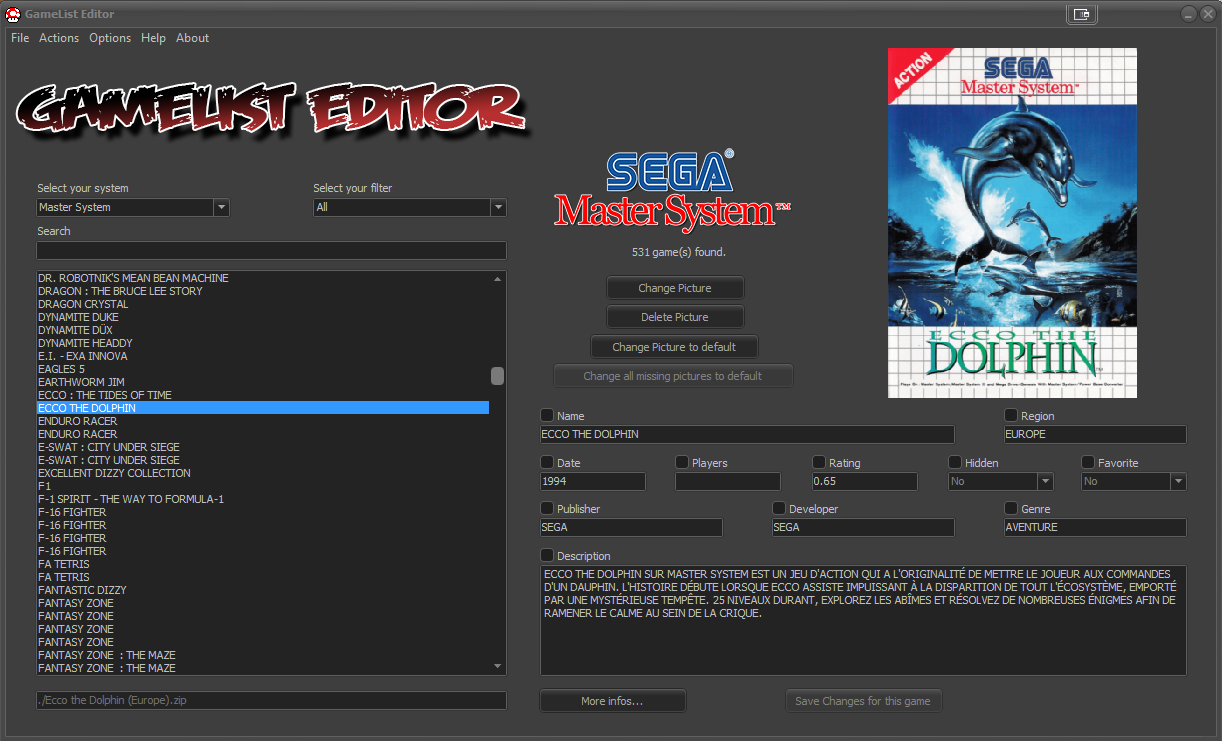 GameList Editor
File Actions Options Help About
GAMELIST EDITOR
Select your system
Master System
Select your filter
All
Search
DR. ROBOTNIK'S MEAN BEAN MACHINE
DRAGON : THE BRUCE LEE STORY
DRAGON CRYSTAL
DYNAMITE DUKE
DYNAMITE DÜX
DYNAMITE HEADDY
E.I. - EXA INNOVA
EAGLES 5
EARTHWORM JIM
ECCO : THE TIDES OF TIME
ECCO THE DOLPHIN
ENDURO RACER
ENDURO RACER
E-SWAT : CITY UNDER SIEGE
E-SWAT : CITY UNDER SIEGE
EXCELLENT DIZZY COLLECTION
F1
F-1 SPIRIT - THE WAY TO FORMULA-1
F-16 FIGHTER
F-16 FIGHTER
F-16 FIGHTER
F-16 FIGHTER
FA TETRIS
FA TETRIS
FANTASTIC DIZZY
FANTASY ZONE
FANTASY ZONE
FANTASY ZONE
FANTASY ZONE
FANTASY ZONE : THE MAZE
FANTASY ZONE : THE MAZE
./Ecco the Dolphin (Europe).zip
SEGA®
Master System™
531 game(s) found.
Change Picture
Delete Picture
Change Picture to default
Change all missing pictures to default
ACTION
SEGA
Master System™
ECCO THE
DOLPHIN™
Name
ECCO THE DOLPHIN
Region
EUROPE
Date
1994
Players
Rating
0.65
Hidden
No
Favorite
No
Publisher
SEGA
Developer
SEGA
Genre
AVENTURE
Description
ECCO THE DOLPHIN SUR MASTER SYSTEM EST UN JEU D'ACTION QUI A L'ORIGINALITÉ DE METTRE LE JOUEUR AUX COMMANDES
D'UN DAUPHIN. L'HISTOIRE DÉBUTE LORSQUE ECCO ASSISTE IMPUISSANT À LA DISPARITION DE TOUT L'ÉCOSYSTÈME, EMPORTÉ
PAR UNE MYSTÉRIEUSE TEMPÊTE. 25 NIVEAUX DURANT, EXPLOREZ LES ABÎMES ET RÉSOLVEZ DE NOMBREUSES ÉNIGMES AFIN DE
RAMENER LE CALME AU SEIN DE LA CRIQUE.
More infos...
Save Changes for this game